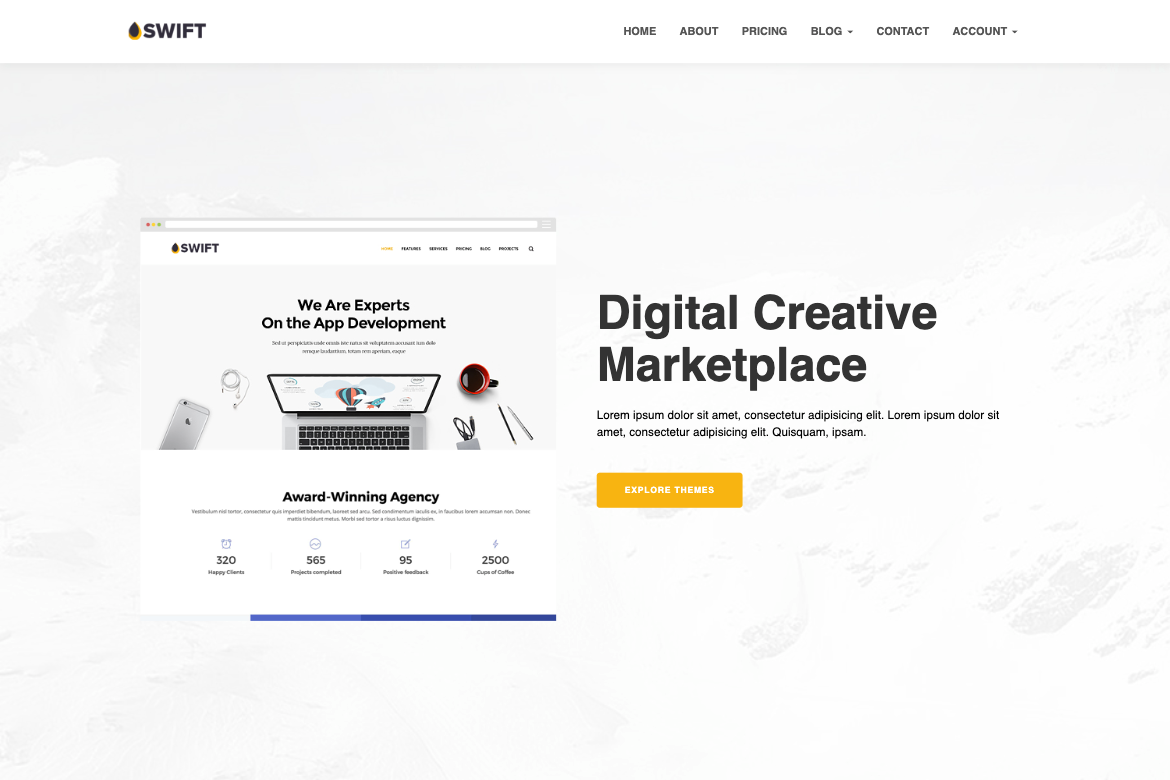 SWIFT
HOME ABOUT PRICING BLOG CONTACT ACCOUNT
SWIFT
HOME FEATURES SERVICES PRICING BLOG PROJECTS
We Are Experts
On the App Development
Sed ut perspiciatis unde omnis iste natus sit voluptatem accusant ium dolo
remque laudantium, totam rem aperiam, eaque
Award-Winning Agency
Vestibulum nisl tortor, consectetur quis imperdiet bibendum, laoreet sed arcu. Sed condimentum iaculis ex, in faucibus lorem accumsan non. Donec
mattis tincidunt metus. Morbi sed tortor a risus luctus dignissim.
320 565 95 2500
Happy Clients Projects completed Positive feedback Cups of Coffee
Digital Creative
Marketplace
Lorem ipsum dolor sit amet, consectetur adipisicing elit. Lorem ipsum dolor sit
amet, consectetur adipisicing elit. Quisquam, ipsam.
EXPLORE THEMES